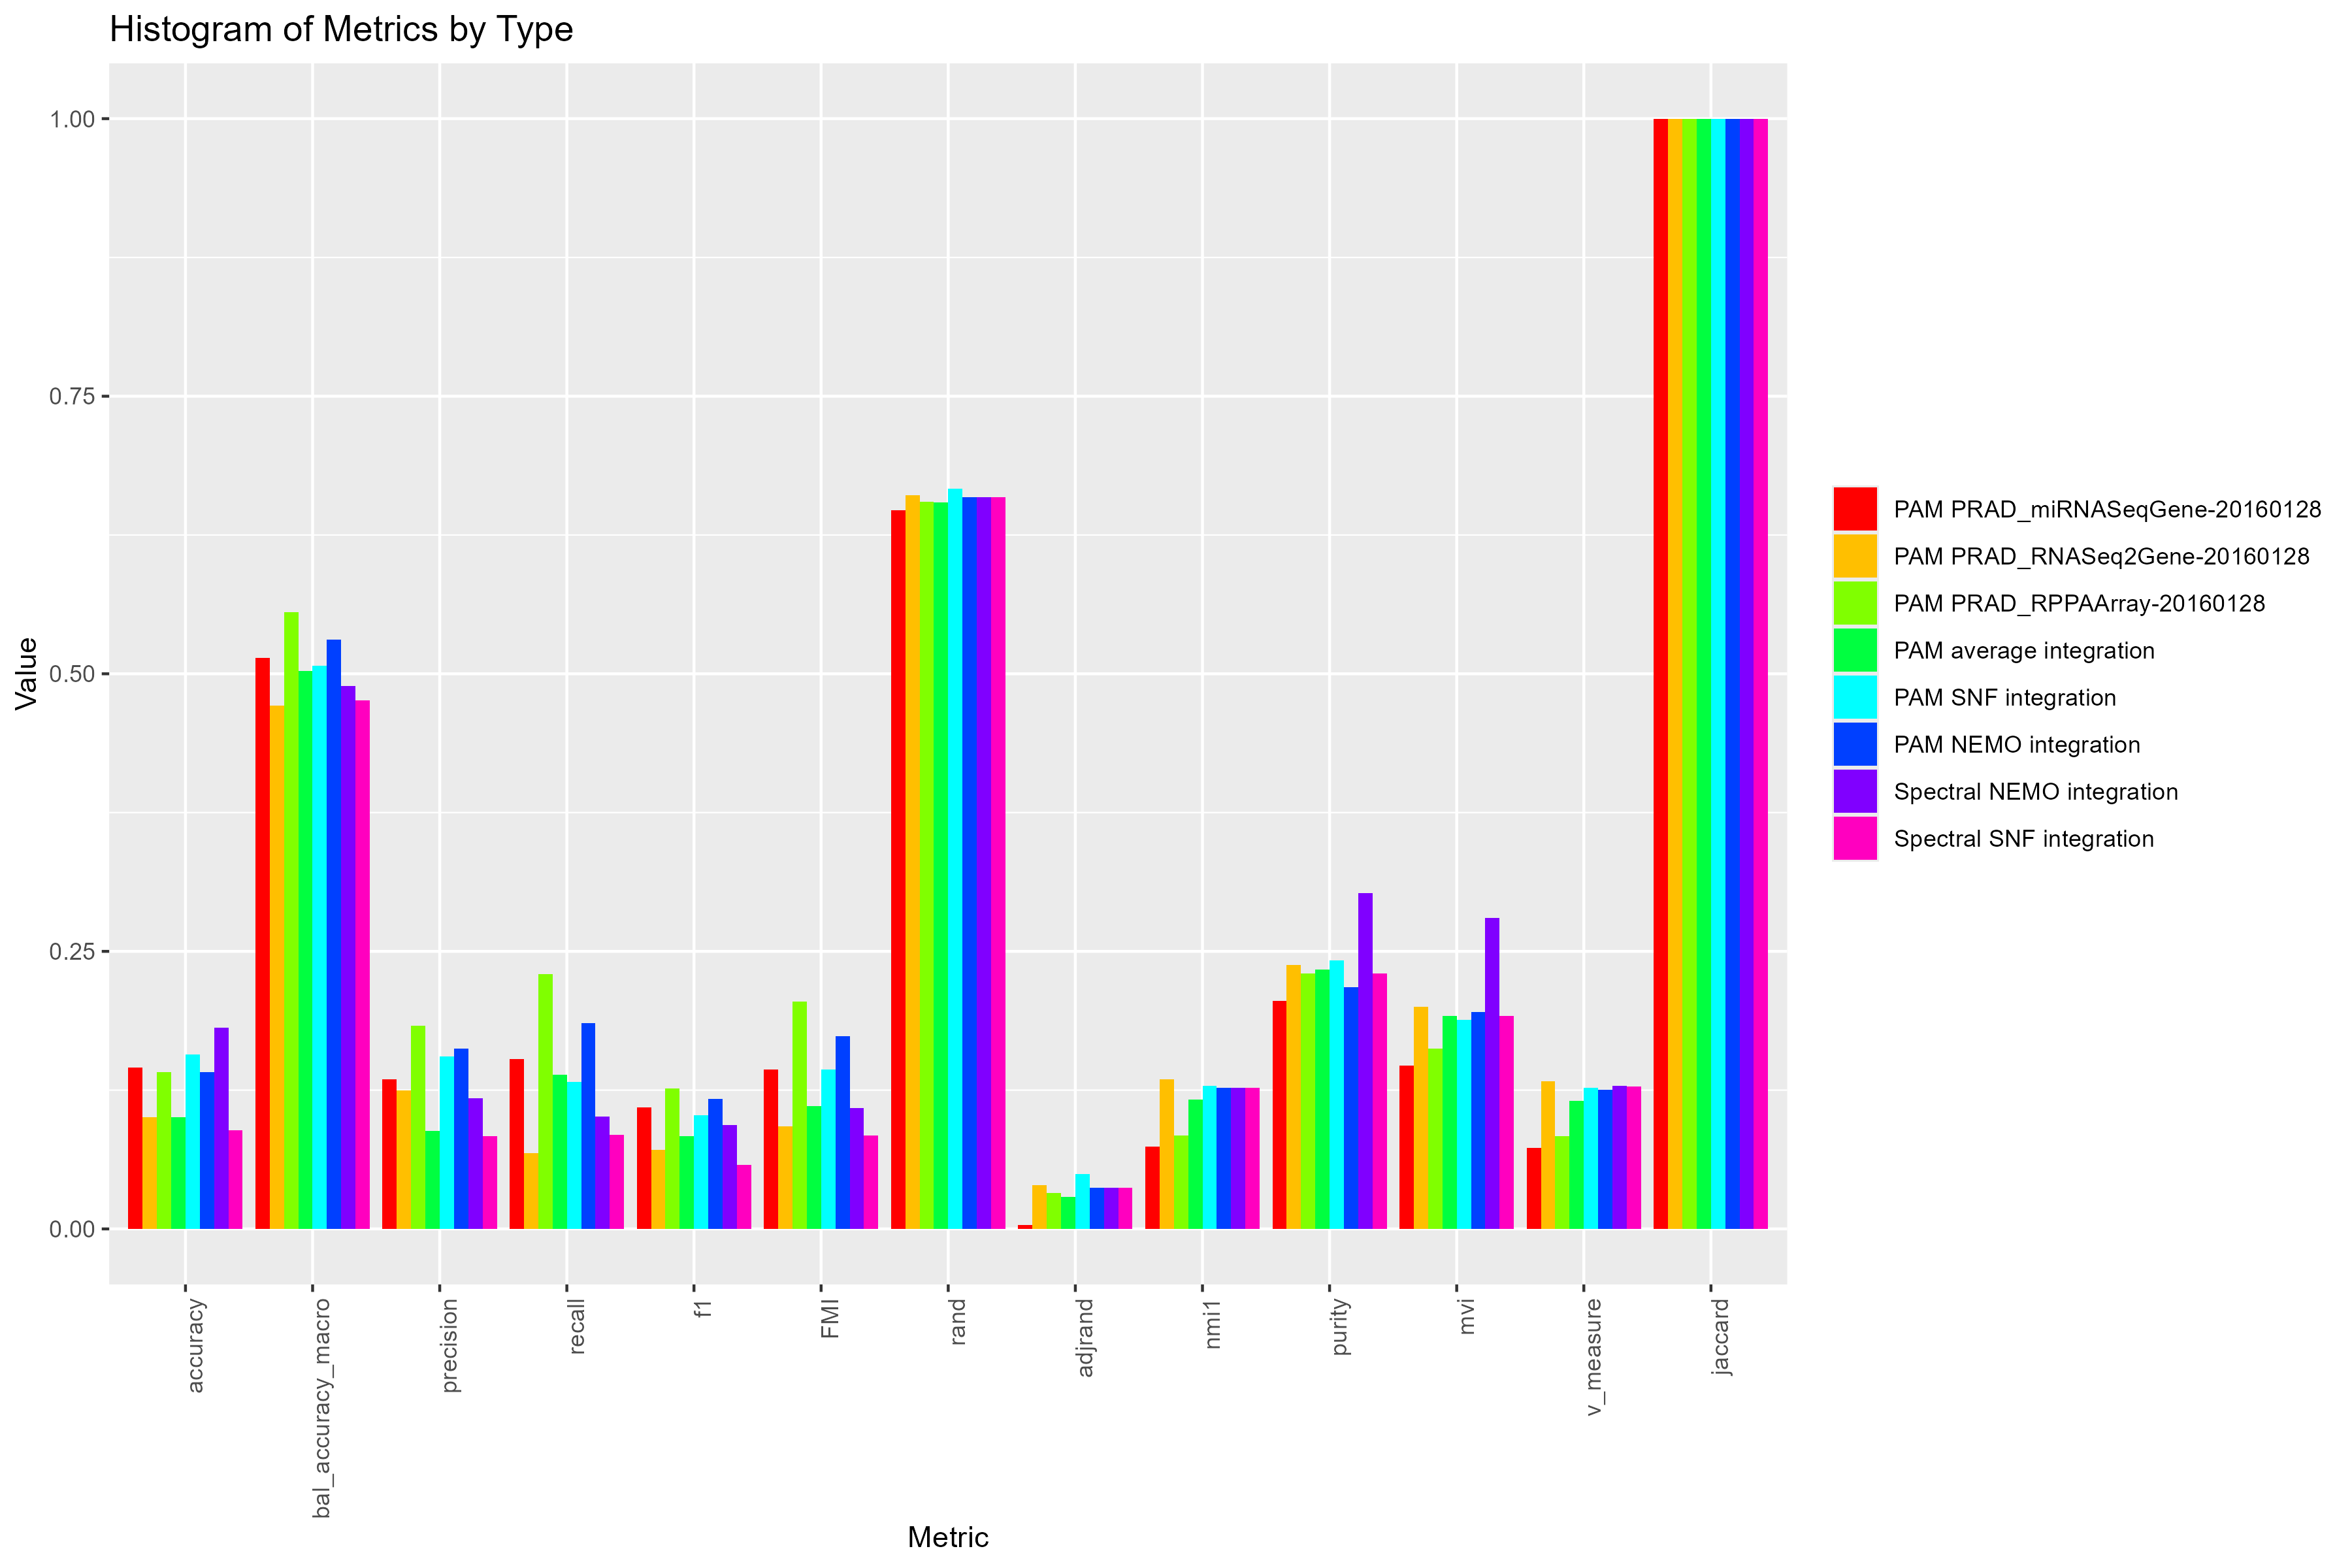 Histogram of Metrics by Type
1.00
0.75
0.50
0.25
0.00
Value
accuracy
bal_accuracy_macro
precision
recall
f1
FMI
rand
adjrand
nmi1
purity
mvi
v_measure
jaccard
Metric
PAM PRAD_miRNASeqGene-20160128
PAM PRAD_RNASeq2Gene-20160128
PAM PRAD_RPPAArray-20160128
PAM average integration
PAM SNF integration
PAM NEMO integration
Spectral NEMO integration
Spectral SNF integration